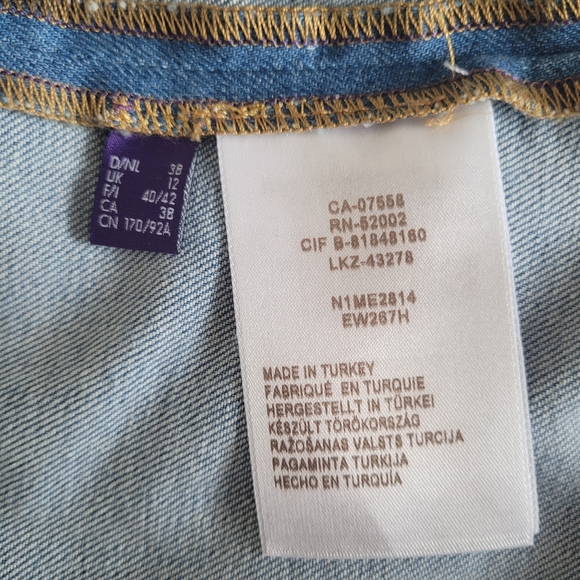 D/NL 38
UK 12
F/I 40/42
CA 38
CN 170/92A
CA-07558
RN-52002
CIF B-81848160
LKZ-43278
N1ME2814
EW267H
MADE IN TURKEY
FABRIQUÉ EN TURQUIE
HERGESTELLT IN TÜRKEI
KÉSZÜLT TÖRÖKORSZÁG
RAŽOŠANAS VALSTS TURCIJA
PAGAMINTA TURKIJA
HECHO EN TURQUÍA